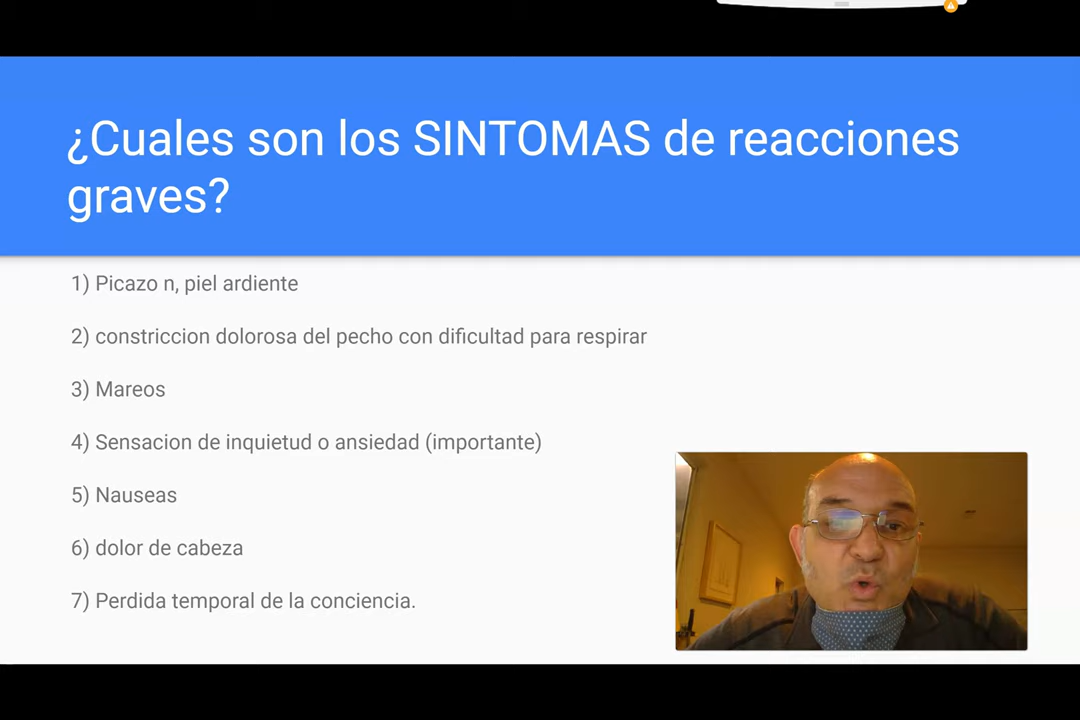 ¿Cuales son los SINTOMAS de reacciones
graves?
1) Picazo n, piel ardiente
2) constriccion dolorosa del pecho con dificultad para respirar
3) Mareos
4) Sensacion de inquietud o ansiedad (importante)
5) Nauseas
6) dolor de cabeza
7) Perdida temporal de la conciencia.